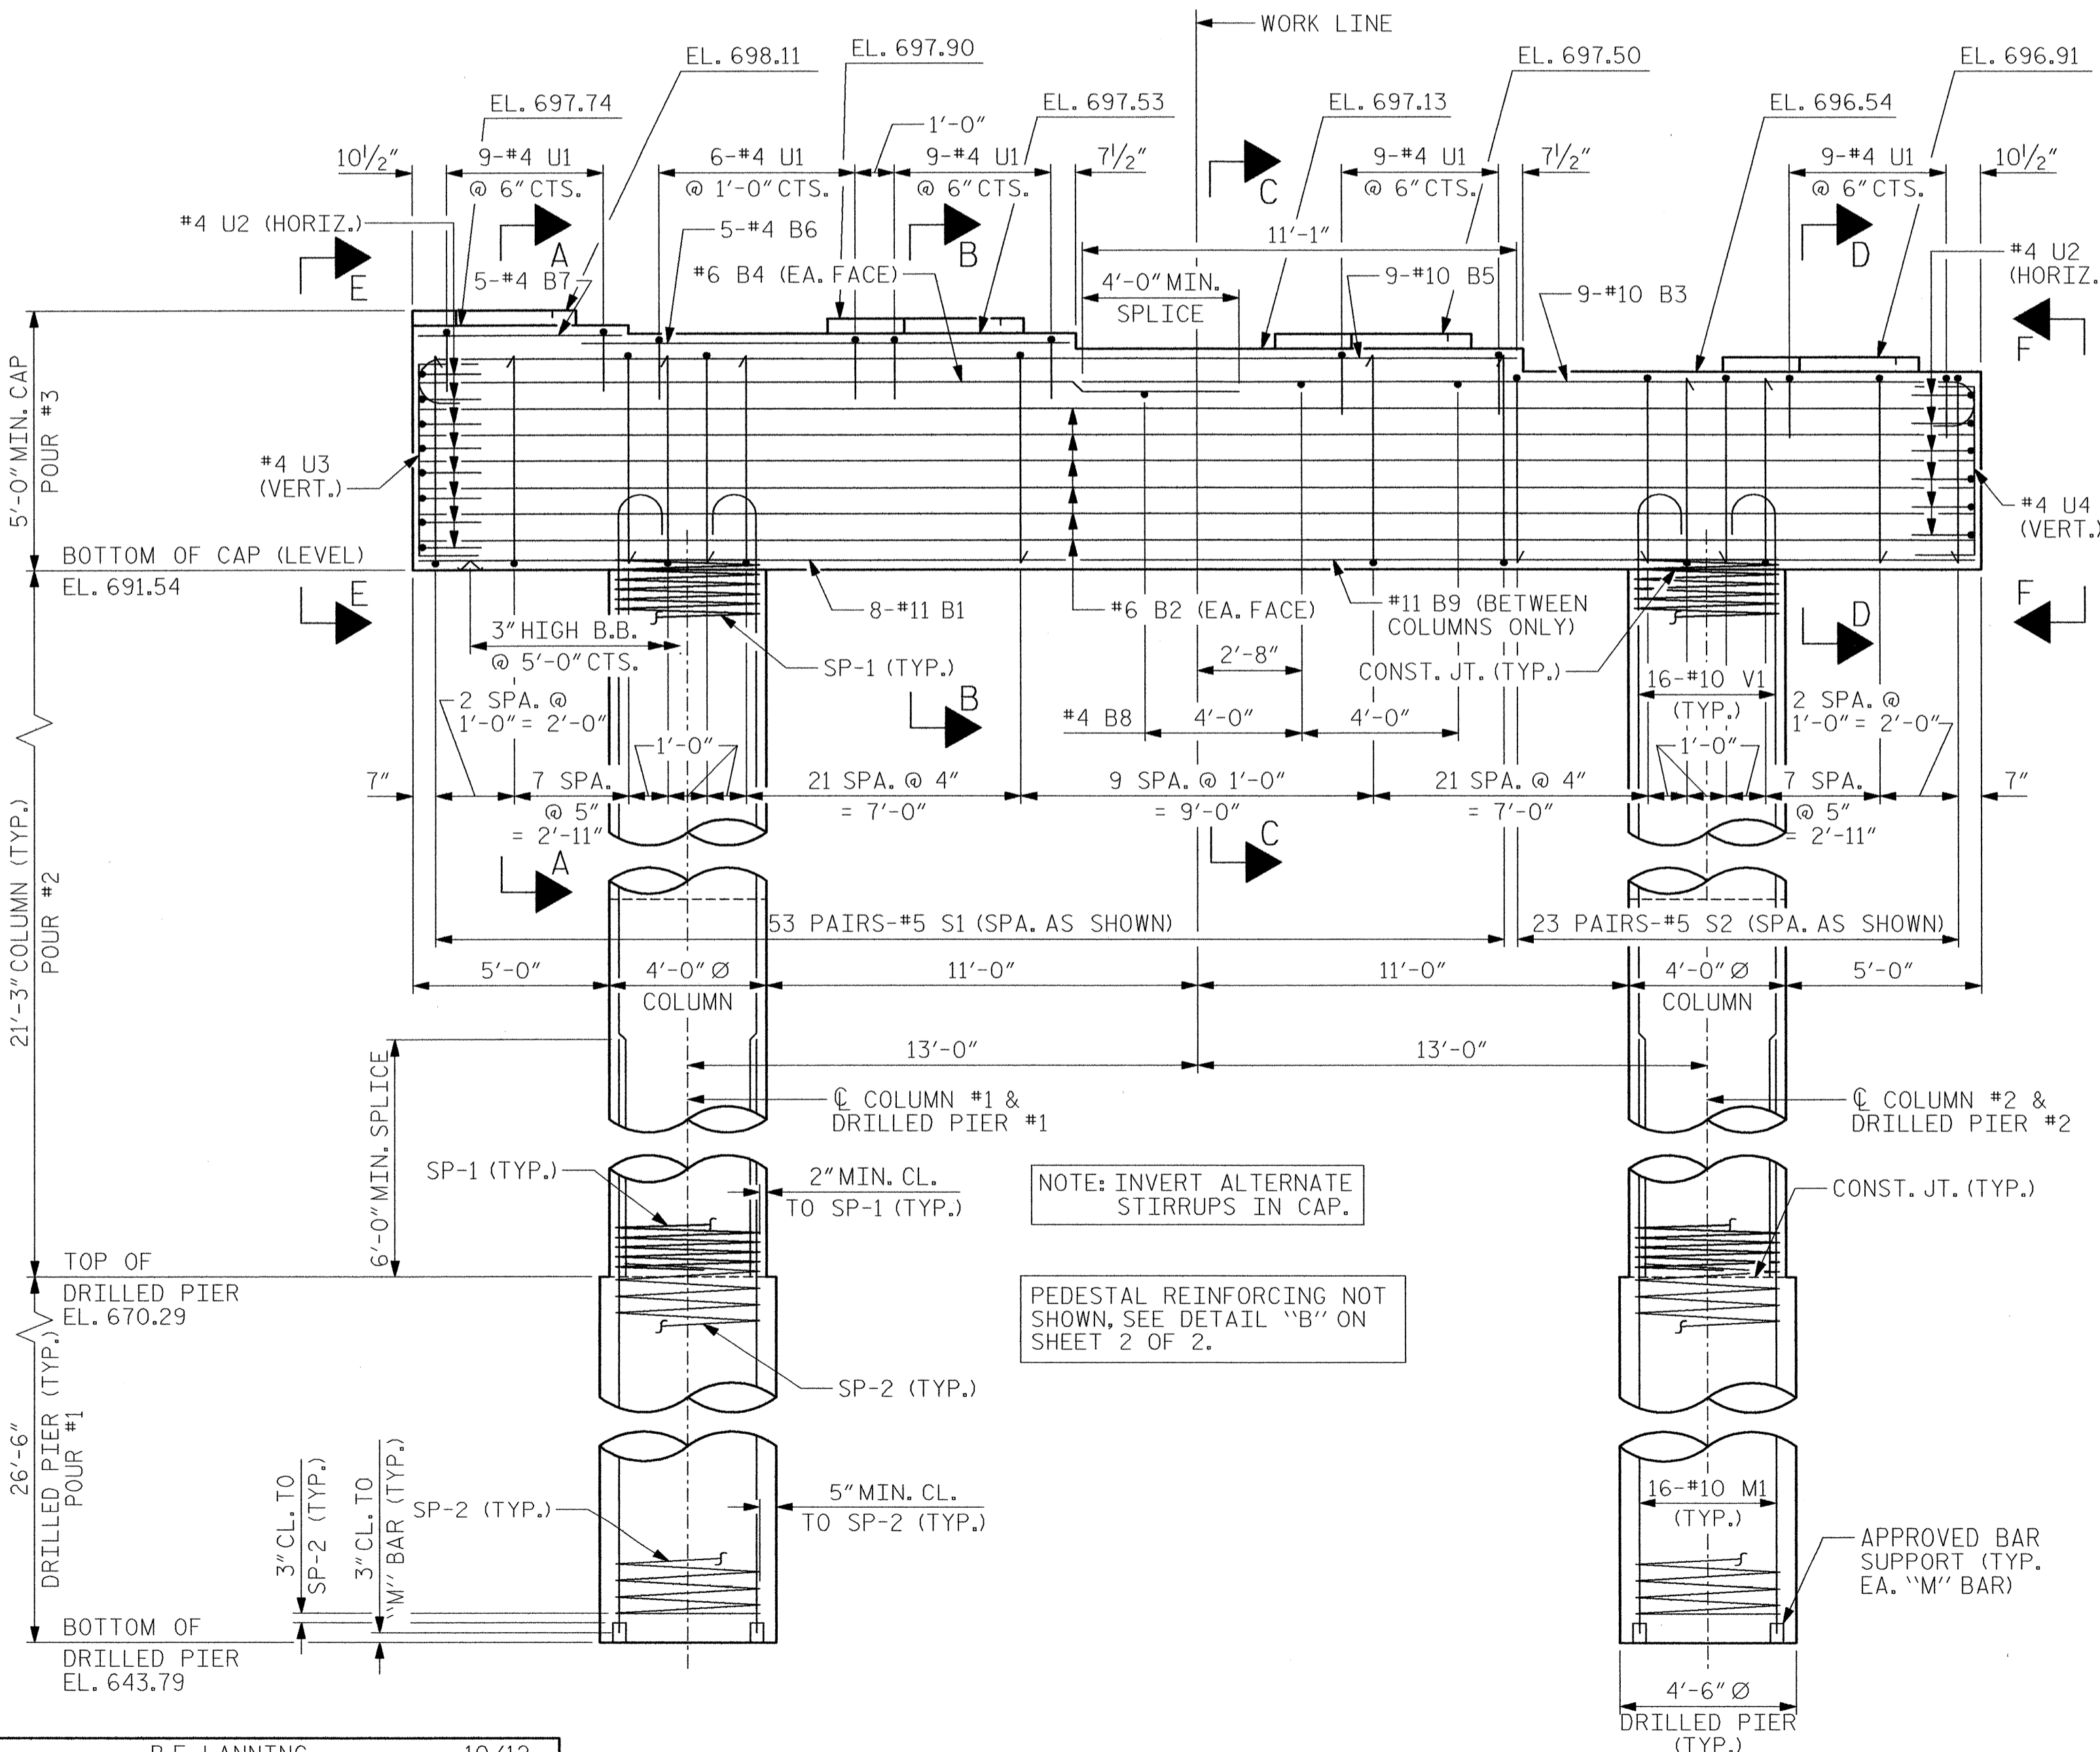 WORK LINE
EL. 698.11
EL. 697.90
EL. 697.50
EL. 696.91
EL. 697.74
EL. 697.53
EL. 697.13
EL. 696.54
1'-0"
10 1/2"
9-#4 U1
@ 6" CTS.
6-#4 U1
@ 1'-0" CTS.
9-#4 U1
@ 6" CTS.
7 1/2"
C
9-#4 U1
@ 6" CTS.
7 1/2"
9-#4 U1
@ 6" CTS.
10 1/2"
#4 U2 (HORIZ.)
A
5-#4 B6
B
11'-1"
D
#4 U2
(HORIZ.
E
5-#4 B7
#6 B4 (EA. FACE)
4'-0" MIN.
SPLICE
9-#10 B5
9-#10 B3
F
5'-0" MIN. CAP
POUR #3
#4 U3
(VERT.)
#4 U4
(VERT.)
BOTTOM OF CAP (LEVEL)
EL. 691.54
E
8-#11 B1
#6 B2 (EA. FACE)
#11 B9 (BETWEEN
COLUMNS ONLY)
D
F
3" HIGH B.B.
@ 5'-0" CTS.
SP-1 (TYP.)
2'-8"
CONST. JT. (TYP.)
16-#10 V1
(TYP.)
2 SPA. @
1'-0" = 2'-0"
B
#4 B8
4'-0"
4'-0"
2 SPA. @
1'-0" = 2'-0"
1'-0"
1'-0"
7"
7 SPA.
@ 5"
= 2'-11"
21 SPA. @ 4"
= 7'-0"
9 SPA. @ 1'-0"
= 9'-0"
21 SPA. @ 4"
= 7'-0"
7 SPA.
@ 5"
= 2'-11"
7"
A
C
21'-3" COLUMN (TYP.)
POUR #2
53 PAIRS-#5 S1 (SPA. AS SHOWN)
23 PAIRS-#5 S2 (SPA. AS SHOWN)
5'-0"
4'-0" Ø
COLUMN
11'-0"
11'-0"
4'-0" Ø
COLUMN
5'-0"
13'-0"
13'-0"
6'-0" MIN. SPLICE
℄ COLUMN #1 &
DRILLED PIER #1
℄ COLUMN #2 &
DRILLED PIER #2
SP-1 (TYP.)
2" MIN. CL.
TO SP-1 (TYP.)
NOTE: INVERT ALTERNATE
STIRRUPS IN CAP.
CONST. JT. (TYP.)
TOP OF
DRILLED PIER
EL. 670.29
PEDESTAL REINFORCING NOT
SHOWN, SEE DETAIL "B" ON
SHEET 2 OF 2.
SP-2 (TYP.)
26'-6"
DRILLED PIER (TYP.)
POUR #1
3" CL. TO
SP-2 (TYP.)
3" CL. TO
"M" BAR (TYP.)
SP-2 (TYP.)
5" MIN. CL.
TO SP-2 (TYP.)
16-#10 M1
(TYP.)
APPROVED BAR
SUPPORT (TYP.
EA. "M" BAR)
BOTTOM OF
DRILLED PIER
EL. 643.79
4'-6" Ø
DRILLED PIER
(TYP.)
B.E. LANNING 10/12